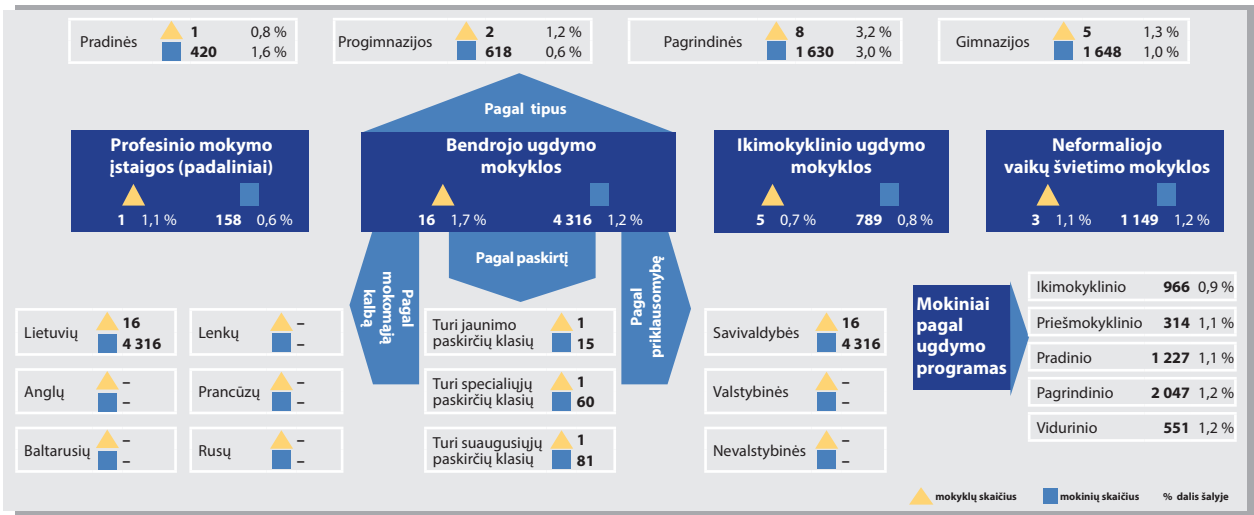 Pradinės
1 0,8 %
420 1,6 %
Progimnazijos
2 1,2 %
618 0,6 %
Pagrindinės
8 3,2 %
1 630 3,0 %
Gimnazijos
5 1,3 %
1 648 1,0 %
Pagal tipus
Profesinio mokymo
įstaigos (padaliniai)
1 1,1 % 158 0,6 %
Bendrojo ugdymo
mokyklos
16 1,7 % 4 316 1,2 %
Ikimokyklinio ugdymo
mokyklos
5 0,7 % 789 0,8 %
Neformaliojo
vaikų švietimo mokyklos
3 1,1 % 1 149 1,2 %
Pagal
mokomąją
kalbą
Pagal paskirtį
Pagal
priklausomybę
Lietuvių
16
4 316
Lenkų
–
–
Anglų
–
–
Prancūzų
–
–
Baltarusių
–
–
Rusų
–
–
Turi jaunimo
paskirčių klasių
1
15
Turi specialiųjų
paskirčių klasių
1
60
Turi suaugusiųjų
paskirčių klasių
1
81
Savivaldybės
16
4 316
Valstybinės
–
–
Nevalstybinės
–
–
Mokiniai
pagal
ugdymo
programas
Ikimokyklinio 966 0,9 %
Priešmokyklinio 314 1,1 %
Pradinio 1 227 1,1 %
Pagrindinio 2 047 1,2 %
Vidurinio 551 1,2 %
mokyklų skaičius mokinių skaičius % dalis šalyje